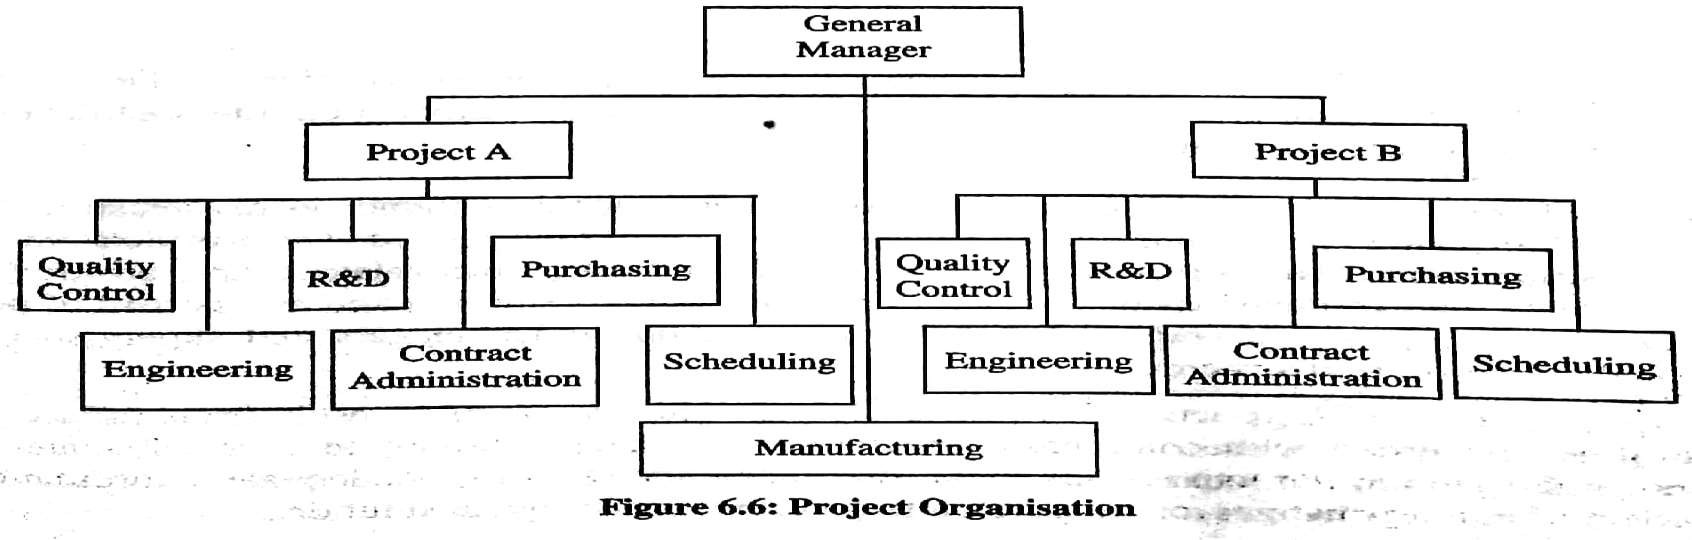 General
Manager
Project A
Project B
Quality
Control
R&D
Purchasing
Engineering
Contract
Administration
Scheduling
Quality
Control
R&D
Purchasing
Engineering
Contract
Administration
Scheduling
Manufacturing
Figure 6.6: Project Organisation